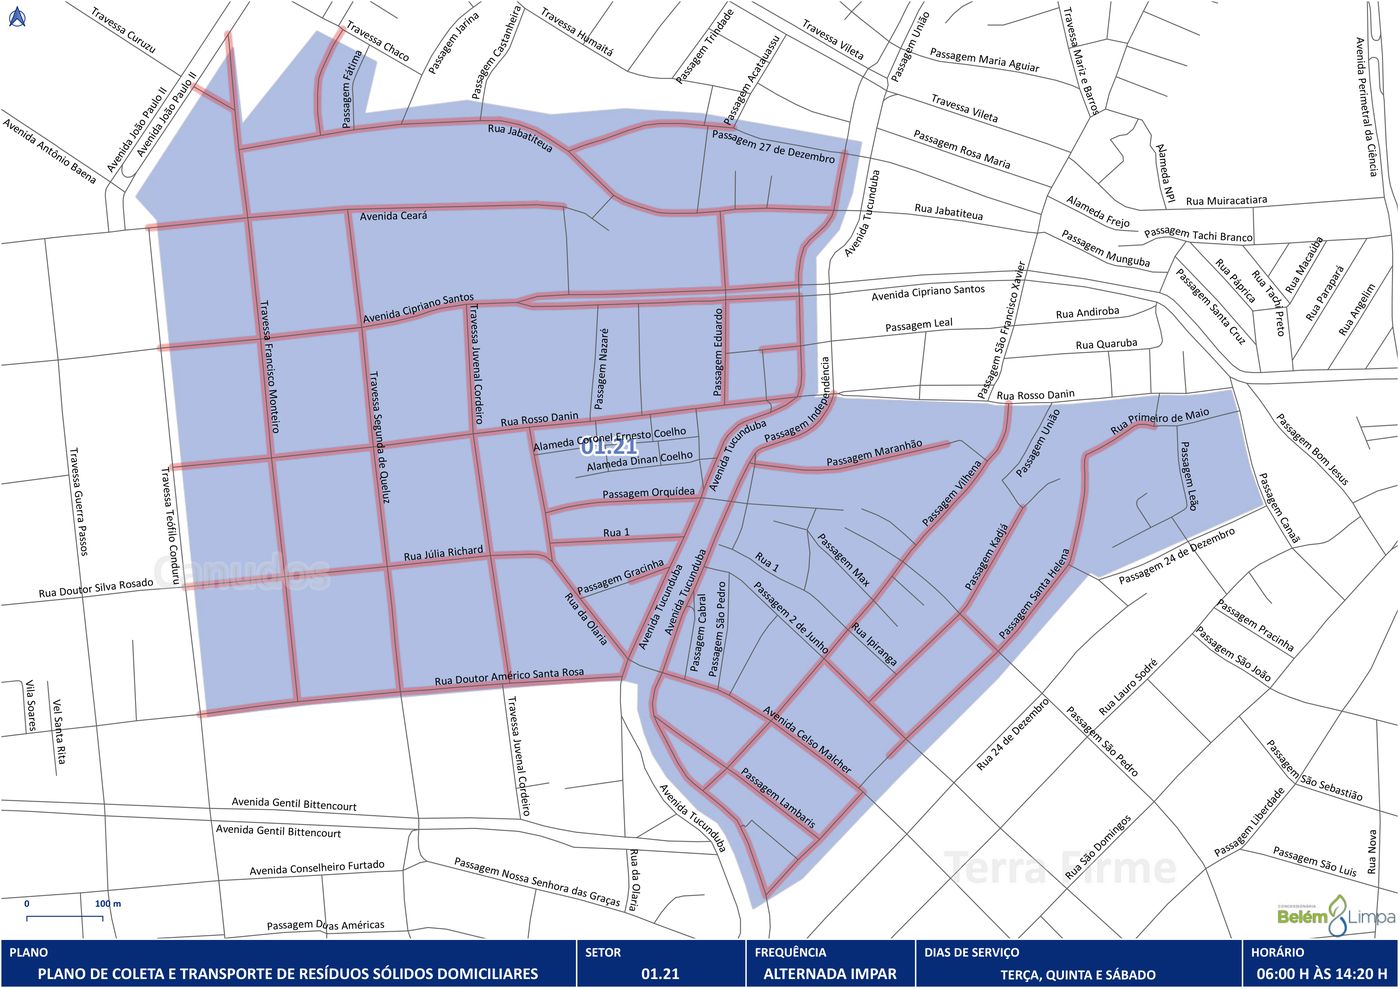 Travessa Curuzu
Travessa Chaco
Passagem Jarina
Passagem Castanheira
Travessa Humaitá
Passagem Trindade
Travessa Vileta
Passagem União
Passagem Maria Aguiar
Travessa Mariz e Barros
Avenida Perimetral da Ciência
Avenida João Paulo II
Avenida João Paulo II
Passagem Fátima
Passagem Acatauassu
Travessa Vileta
Avenida Antônio Baena
Rua Jabatiteua
Passagem 27 de Dezembro
Passagem Rosa Maria
Alameda NPI
Avenida Ceará
Avenida Tucunduba
Rua Jabatiteua
Alameda Frejo
Rua Muiracatiara
Passagem Tachi Branco
Passagem Munguba
Rua Macaúba
Rua Páprica
Rua Tachi Preto
Rua Parapará
Rua Angelim
Passagem Santa Cruz
Avenida Cipriano Santos
Avenida Cipriano Santos
Passagem São Francisco Xavier
Passagem Leal
Rua Andiroba
Rua Quaruba
Travessa Francisco Monteiro
Travessa Juvenal Cordeiro
Passagem Nazaré
Passagem Eduardo
Passagem Independência
Travessa Segunda de Queluz
Rua Rosso Danin
Rua Rosso Danin
Alameda Coronel Ernesto Coelho
01.21
Alameda Dinan Coelho
Avenida Tucunduba
Passagem Maranhão
Passagem União
Rua Primeiro de Maio
Passagem Bom Jesus
Passagem Leão
Passagem Canaã
Travessa Guerra Passos
Travessa Teófilo Conduru
Passagem Orquídea
Passagem Vilhena
Rua 1
Rua Júlia Richard
Passagem Kadjá
Passagem Max
Rua 1
Passagem 24 de Dezembro
Canudos
Rua Doutor Silva Rosado
Passagem Gracinha
Rua da Olaria
Avenida Tucunduba
Avenida Tucunduba
Passagem Cabral
Passagem São Pedro
Passagem 2 de Junho
Rua Ipiranga
Passagem Santa Helena
Passagem Pracinha
Passagem São João
Rua Doutor Américo Santa Rosa
Vila Soares
Vel Santa Rita
Travessa Juvenal Cordeiro
Avenida Celso Malcher
Rua Lauro Sodré
Rua 24 de Dezembro
Passagem São Pedro
Passagem Lambaris
Passagem São Sebastião
Avenida Gentil Bittencourt
Avenida Gentil Bittencourt
Avenida Tucunduba
Passagem Liberdade
Rua São Domingos
Rua Nova
Passagem São Luis
Avenida Conselheiro Furtado
Passagem Nossa Senhora das Graças
Rua da Olaria
Terra Firme
0 100 m
Passagem Duas Américas
CONCESSIONÁRIA
Belém Limpa
PLANO
PLANO DE COLETA E TRANSPORTE DE RESÍDUOS SÓLIDOS DOMICILIARES
SETOR
01.21
FREQUÊNCIA
ALTERNADA IMPAR
DIAS DE SERVIÇO
TERÇA, QUINTA E SÁBADO
HORÁRIO
06:00 H ÀS 14:20 H